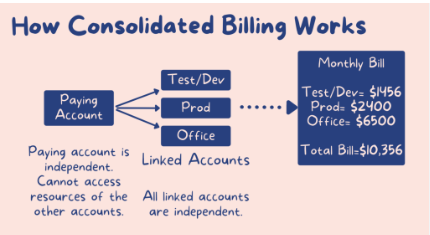 How Consolidated Billing Works
Paying
Account
Test/Dev
Prod
Office
Linked Accounts
Monthly Bill
Test/Dev= $1456
Prod= $2400
Office= $6500
Total Bill=$10,356
Paying account is
independent.
Cannot access
resources of the
other accounts.
All linked accounts
are independent.